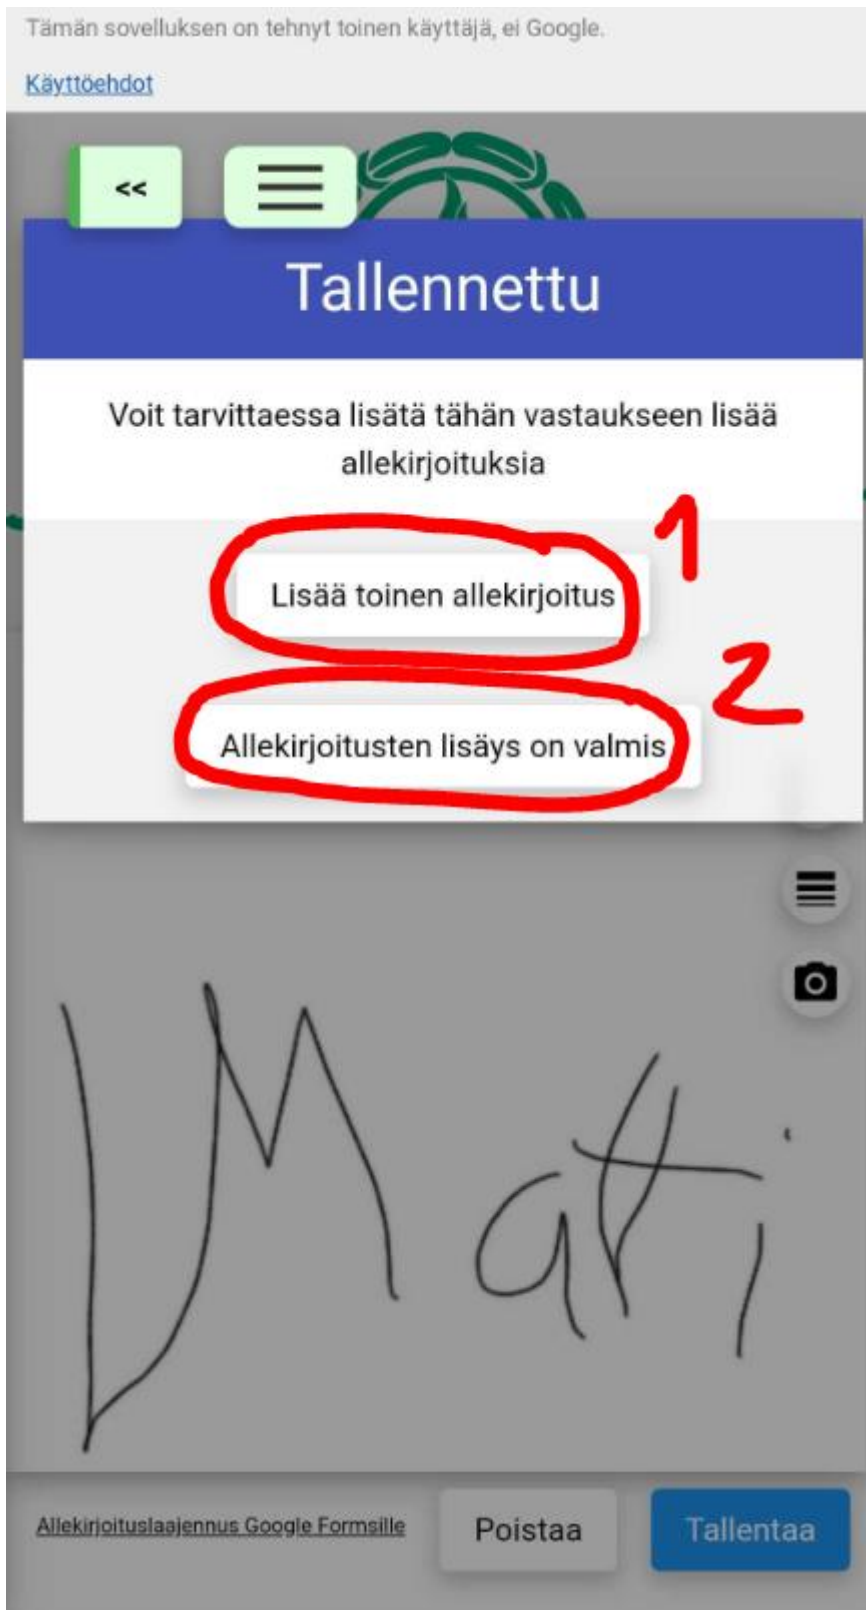 Tämän sovelluksen on tehnyt toinen käyttäjä, ei Google.
Käyttöehdot
<<
Tallennettu
Voit tarvittaessa lisätä tähän vastaukseen lisää
allekirjoituksia
1
Lisää toinen allekirjoitus
2
Allekirjoitusten lisäys on valmis
Matti
Allekirjoituslaajennus Google Formsille
Poistaa
Tallentaa